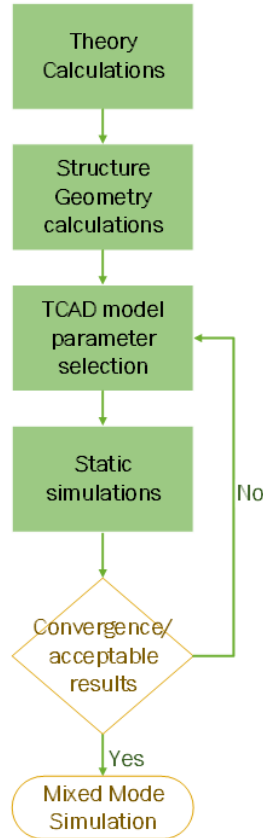 Theory
Calculations
Structure
Geometry
calculations
TCAD model
parameter
selection
Static
simulations
No
Convergence/
acceptable
results
Yes
Mixed Mode
Simulation